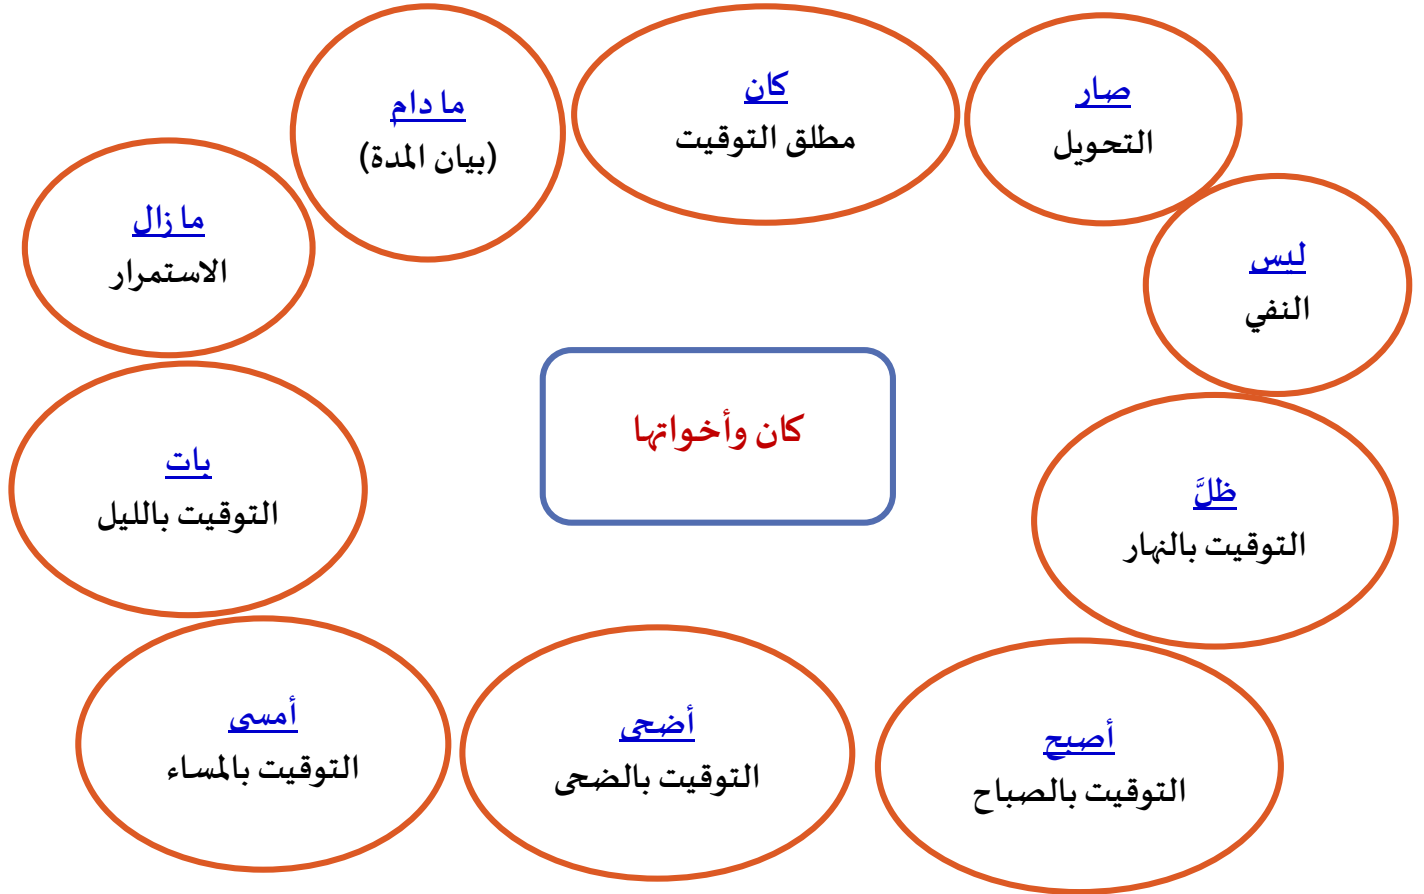 كان وأخواتها
كان
مطلق التوقيت
صار
التحويل
ليس
النفي
ظلَّ
التوقيت بالنهار
أصبح
التوقيت بالصباح
أضحى
التوقيت بالضحى
أمسى
التوقيت بالمساء
بات
التوقيت بالليل
ما زال
الاستمرار
ما دام
(بيان المدة)